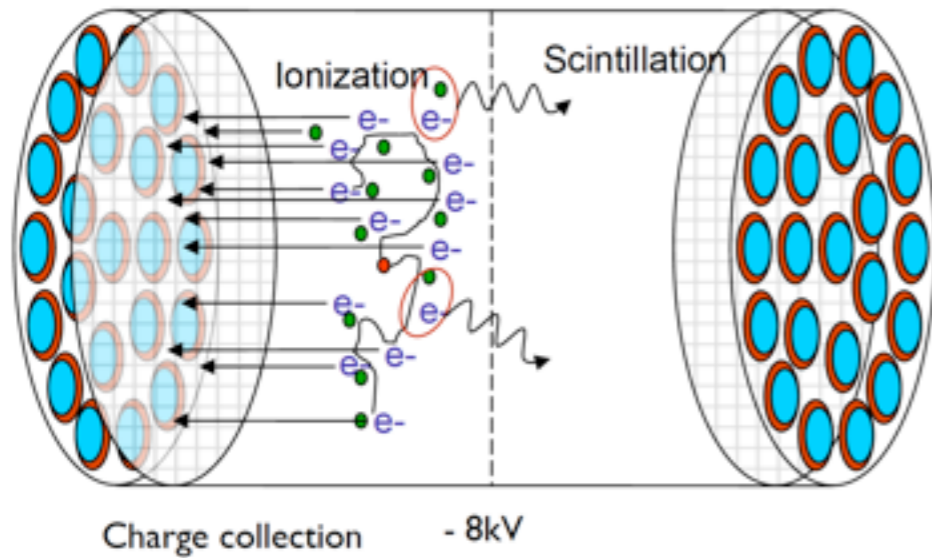 Ionization
Scintillation
e-
e-
e-
e-
e-
e-
e-
e-
e-
e-
e-
e-
e-
Charge collection
- 8kV